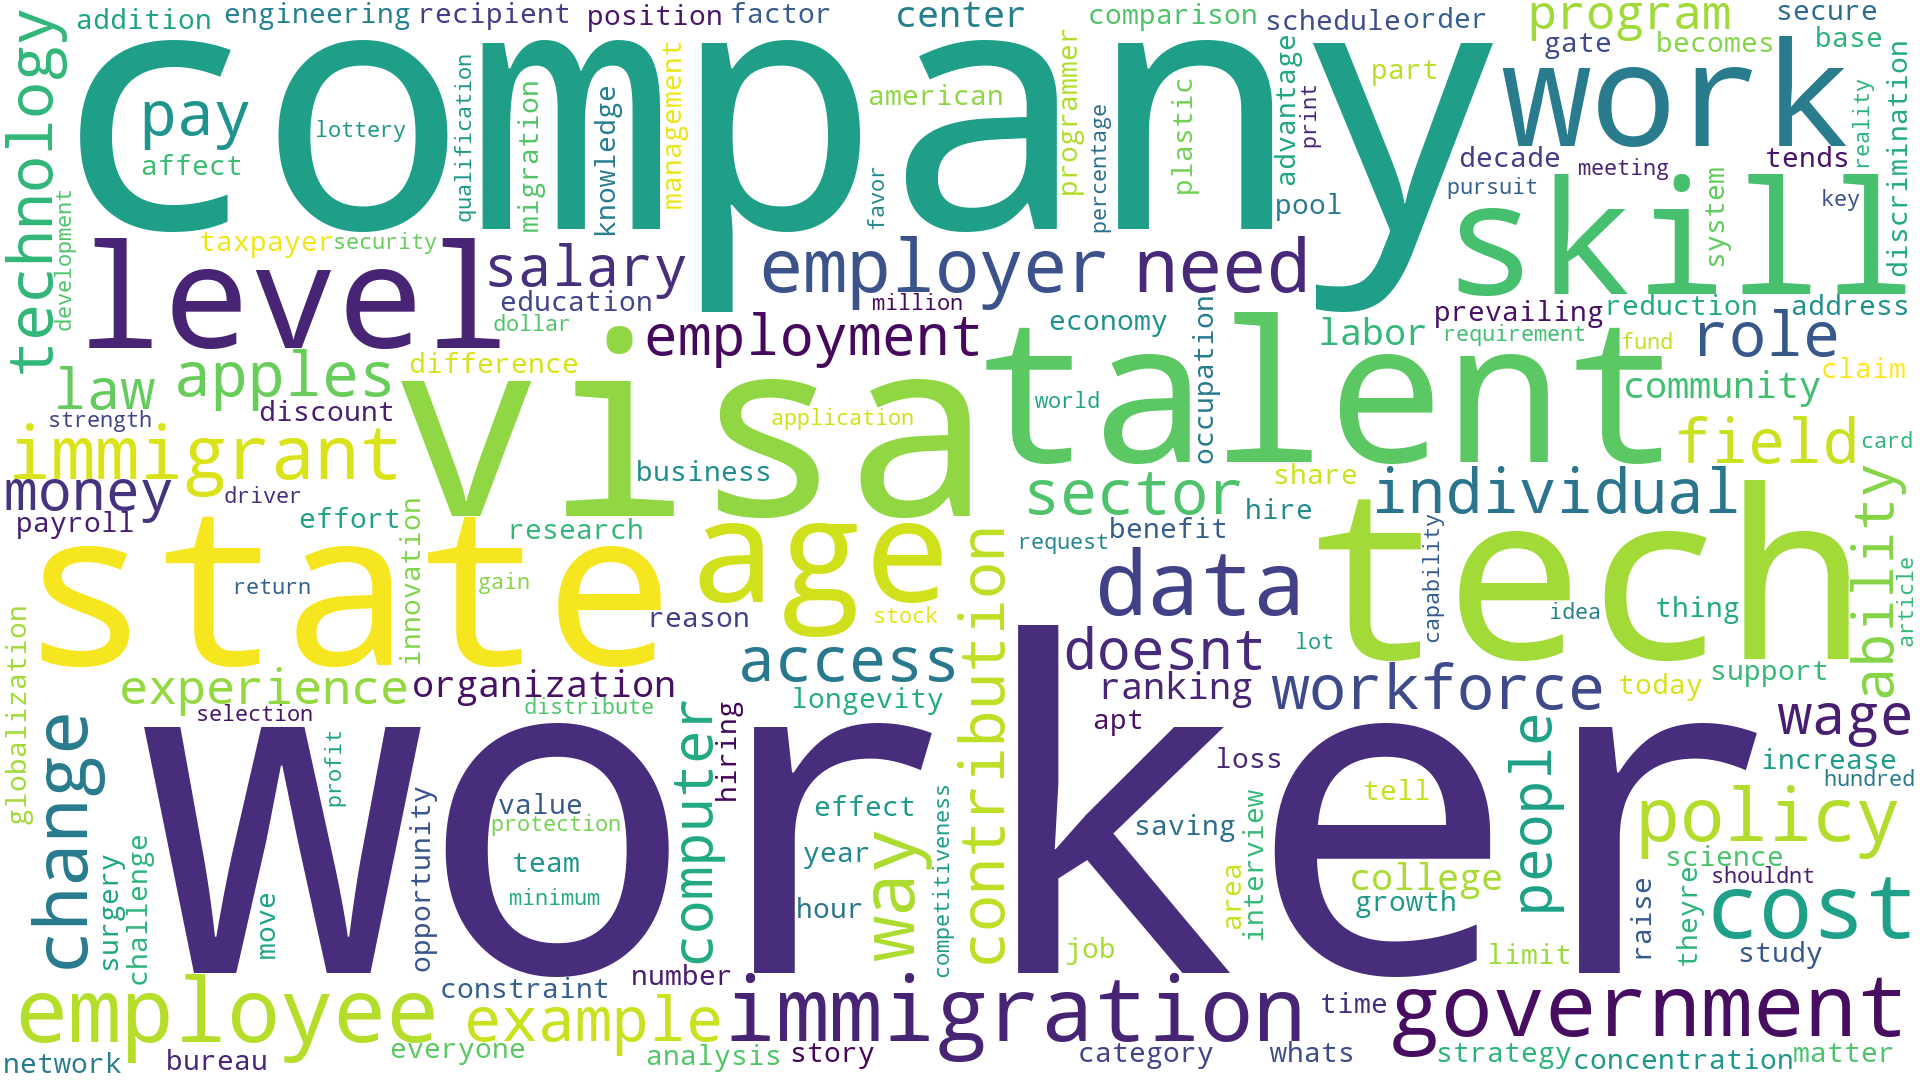 addition
engineering
recipient
position
factor
center
comparison
schedule
order
program
secure
gate
becomes
base
technology
company
work
pay
lottery
affect
qualification
migration
knowledge
management
american
favor
programmer
percentage
plastic
advantage
print
part
decade
meeting
tends
reality
discrimination
pursuit
key
pool
skill
system
development
taxpayer
security
level
salary
education
dollar
employer
million
need
employment
economy
occupation
prevailing
reduction
address
labor
requirement
fund
role
talent
community
claim
law
apples
difference
discount
strength
visa
application
world
immigrant
field
card
money
driver
business
sector
share
individual
ability
payroll
effort
innovation
research
age
hire
benefit
request
tech
capability
state
return
gain
reason
stock
contribution
data
idea
thing
article
lot
doesnt
access
support
globalization
experience
organization
longevity
ranking
workforce
today
selection
distribute
computer
hiring
apt
wage
change
worker
profit
loss
people
increase
hundred
opportunity
value
protection
effect
competitiveness
tell
saving
interview
policy
surgery
challenge
team
year
way
area
college
science
shouldnt
minimum
hour
growth
raise
theyre
cost
move
job
limit
study
employee
constraint
number
example
immigration
time
government
network
bureau
everyone
analysis
story
category
whats
strategy
concentration
matter